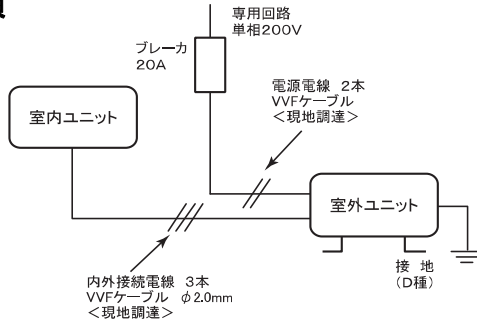 専用回路
単相200V
ブレーカ
20A
電源電線 2本
VVFケーブル
<現地調達>
室内ユニット
室外ユニット
接 地
(D種)
内外接続電線 3本
VVFケーブル φ2.0mm
<現地調達>